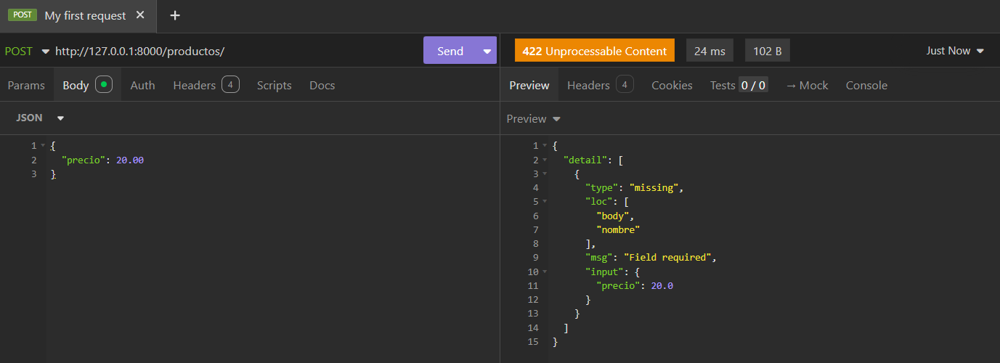 POST My first request × +
POST http://127.0.0.1:8000/productos/ Send
Params Body Auth Headers 4 Scripts Docs
JSON
1 {
2 "precio": 20.00
3 }
422 Unprocessable Content 24 ms 102 B Just Now
Preview Headers 4 Cookies Tests 0 / 0 → Mock Console
Preview
1 {
2 "detail": [
3 {
4 "type": "missing",
5 "loc": [
6 "body",
7 "nombre"
8 ],
9 "msg": "Field required",
10 "input": {
11 "precio": 20.0
12 }
13 }
14 ]
15 }